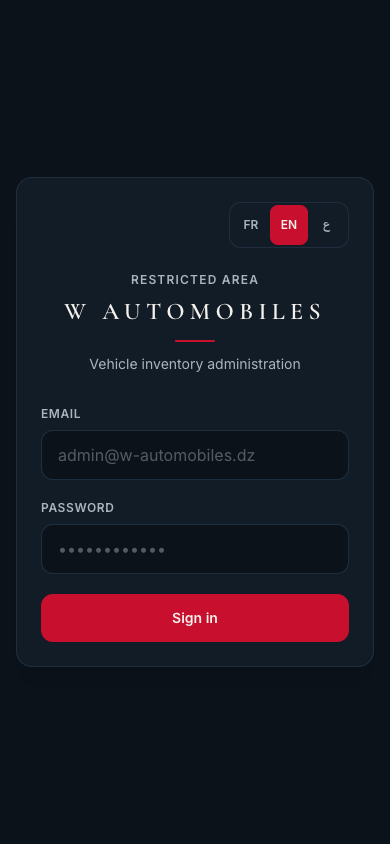 FR EN ع
RESTRICTED AREA
W AUTOMOBILES
Vehicle inventory administration
EMAIL
admin@w-automobiles.dz
PASSWORD
••••••••••••
Sign in